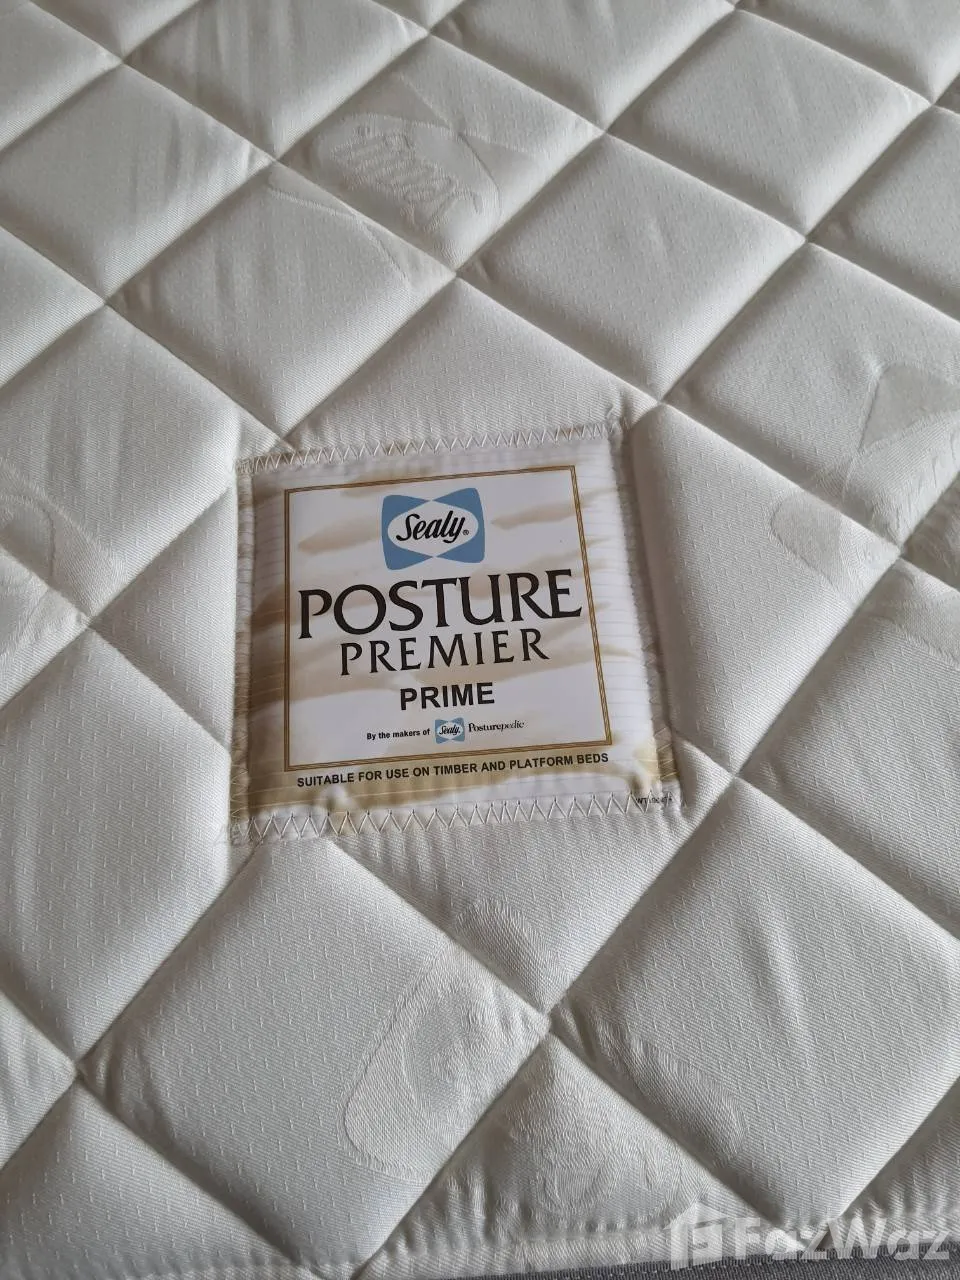 Sealy®
POSTURE
PREMIER
PRIME
By the makers of Sealy Posturepedic
SUITABLE FOR USE ON TIMBER AND PLATFORM BEDS
FazWaz